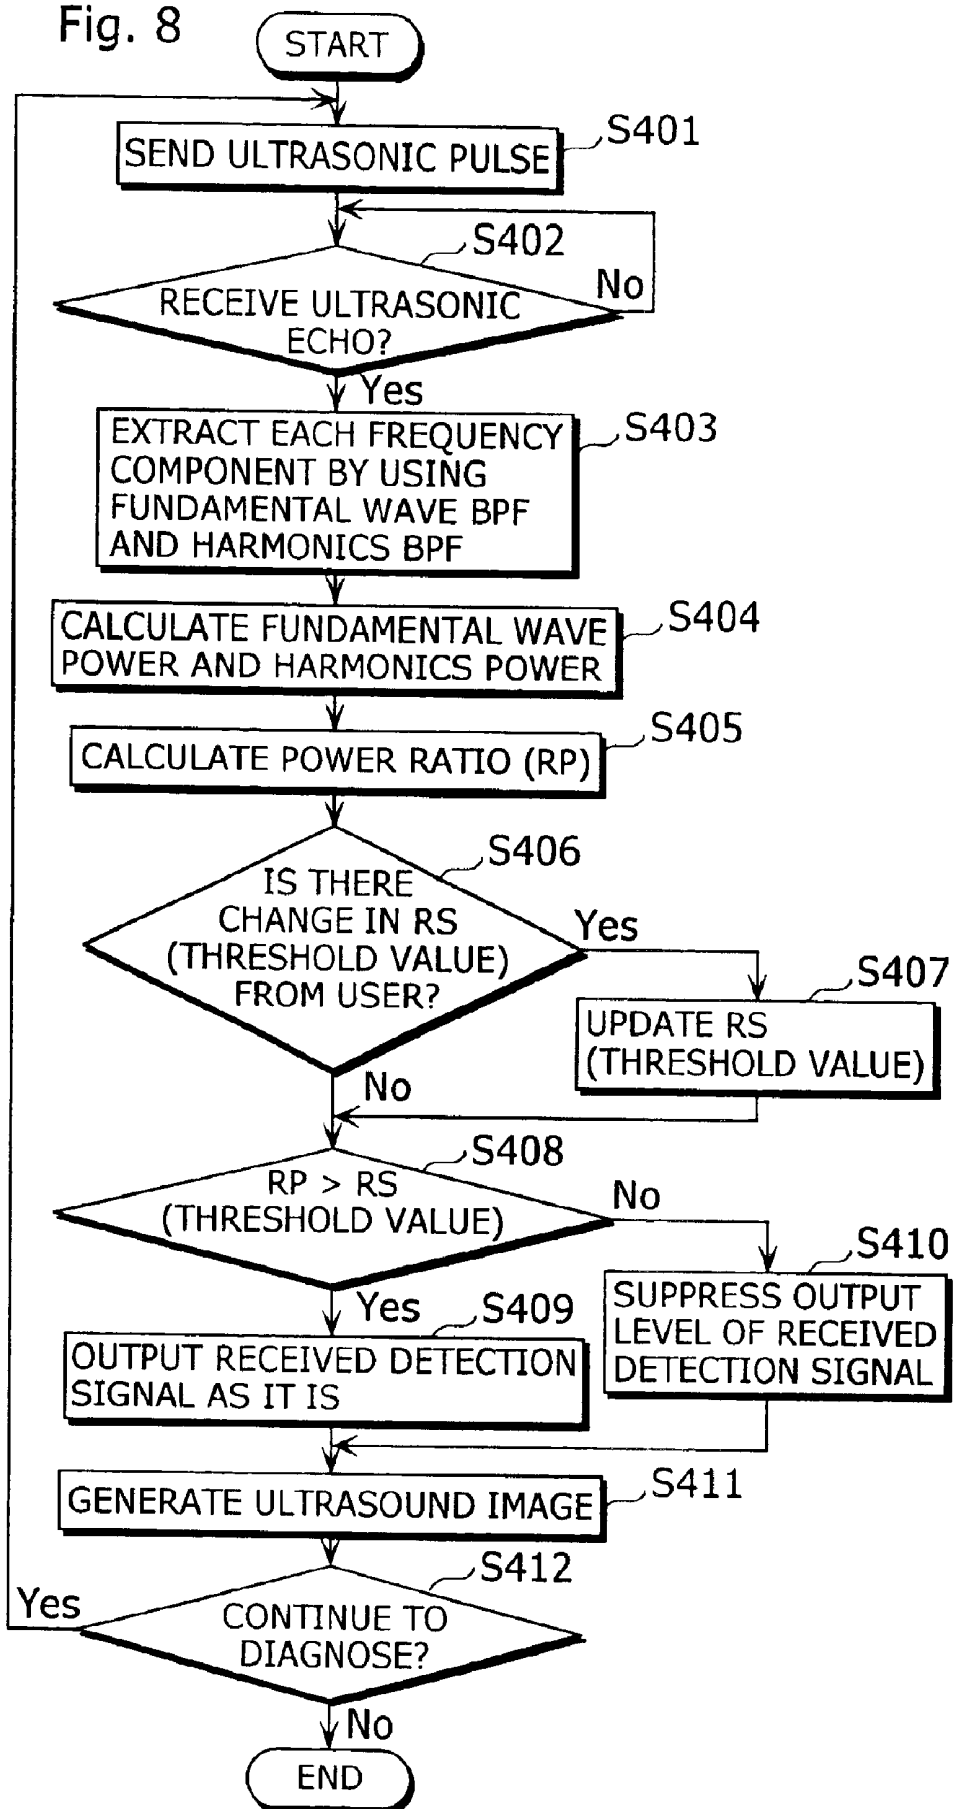 Fig. 8
START
SEND ULTRASONIC PULSE
S401
S402
RECEIVE ULTRASONIC
ECHO?
No
Yes
EXTRACT EACH FREQUENCY
COMPONENT BY USING
FUNDAMENTAL WAVE BPF
AND HARMONICS BPF
S403
CALCULATE FUNDAMENTAL WAVE
POWER AND HARMONICS POWER
S404
CALCULATE POWER RATIO (RP)
S405
S406
IS THERE
CHANGE IN RS
(THRESHOLD VALUE)
FROM USER?
Yes
S407
UPDATE RS
(THRESHOLD VALUE)
No
S408
RP > RS
(THRESHOLD VALUE)
No
S410
SUPPRESS OUTPUT
LEVEL OF RECEIVED
DETECTION SIGNAL
Yes
S409
OUTPUT RECEIVED DETECTION
SIGNAL AS IT IS
GENERATE ULTRASOUND IMAGE
S411
S412
Yes
CONTINUE TO
DIAGNOSE?
No
END